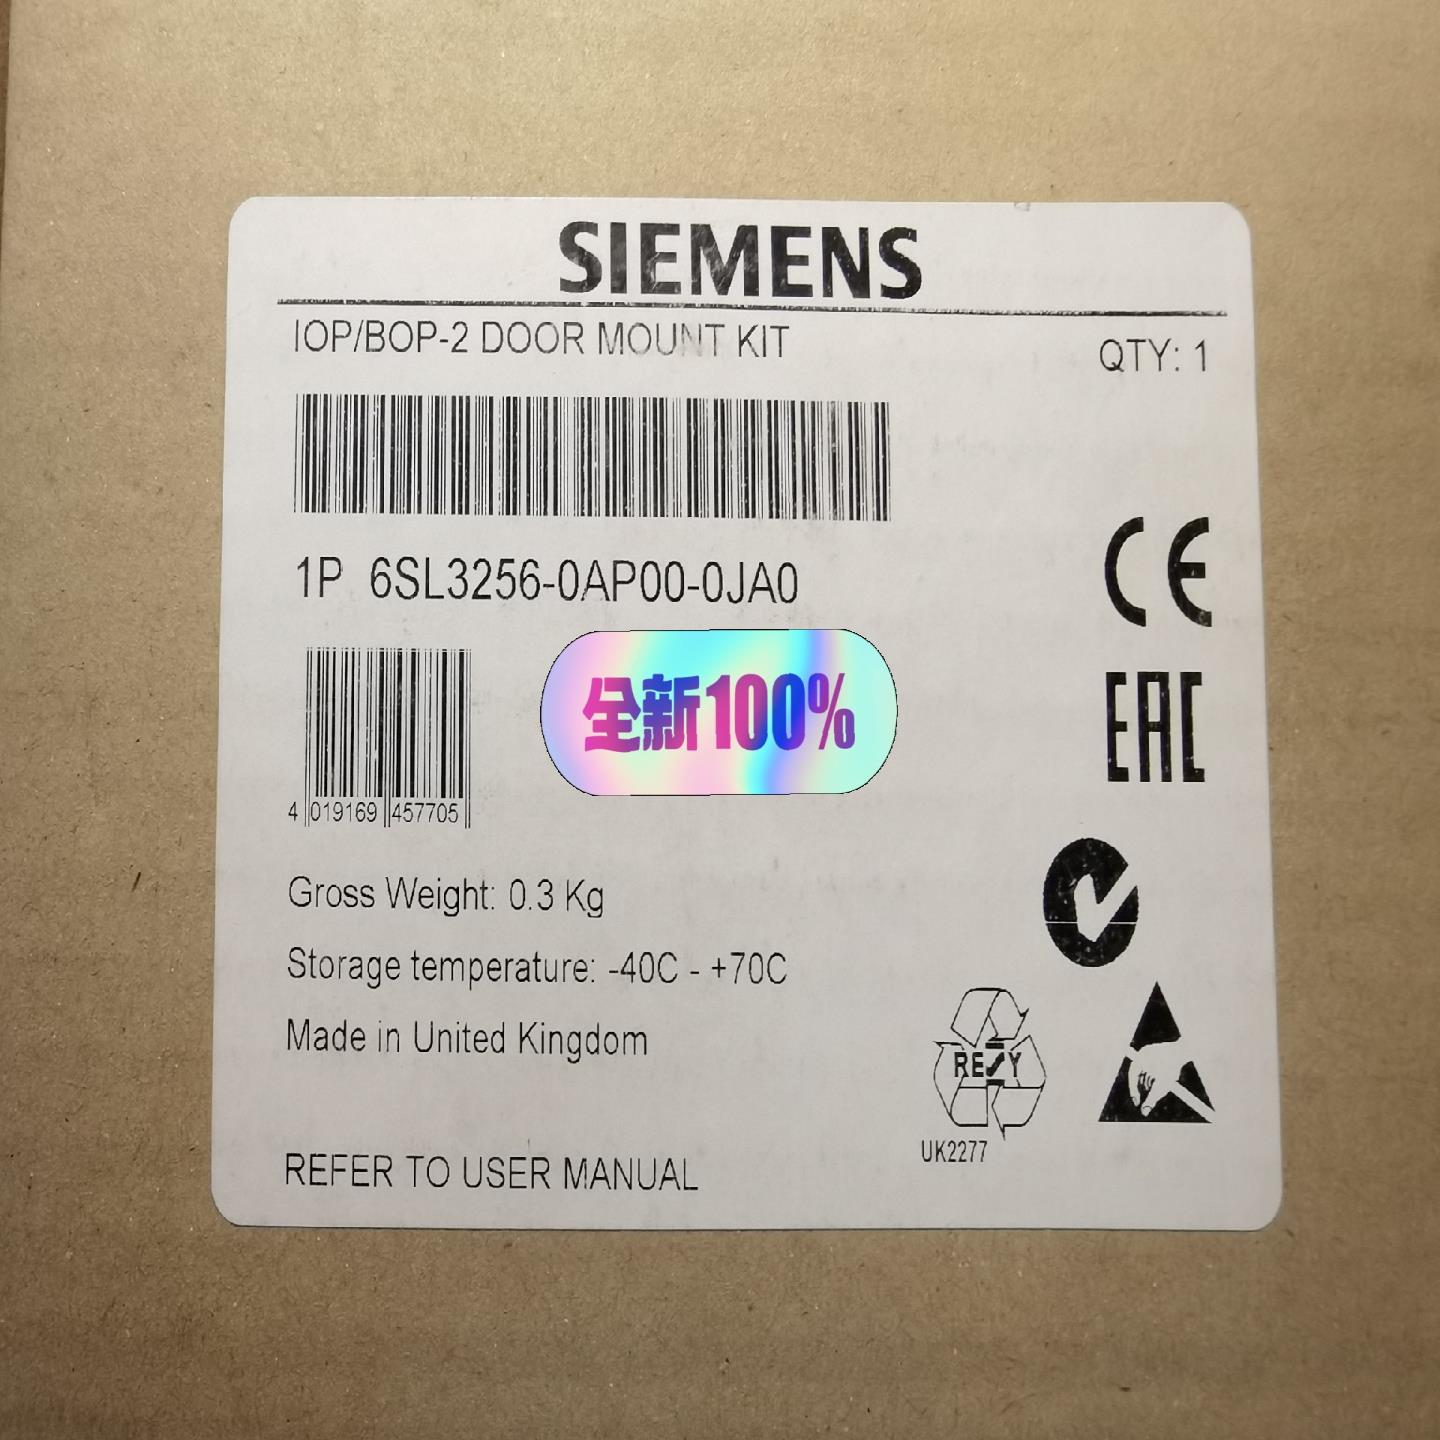 SIEMENS
IOP/BOP-2 DOOR MOUNT KIT
QTY: 1
1P 6SL3256-0AP00-0JA0
全新100%
4 019169 457705
CE
EAC
Gross Weight: 0.3 Kg
Storage temperature: -40C - +70C
Made in United Kingdom
RESY
UK2277
REFER TO USER MANUAL